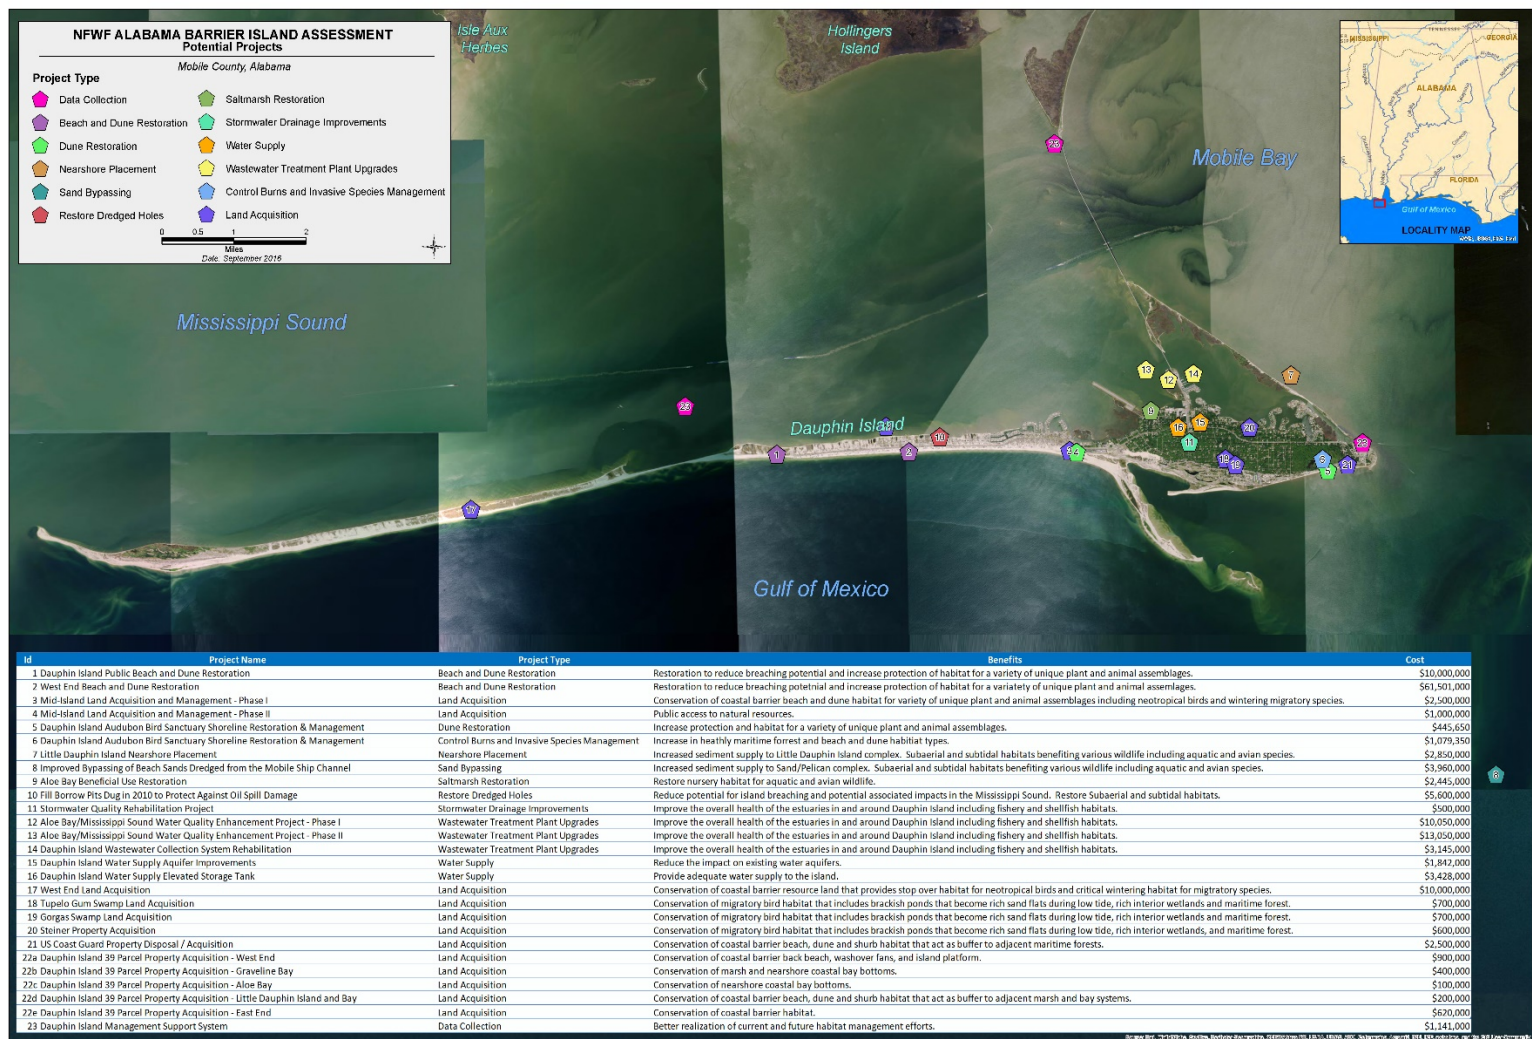 NFWF ALABAMA BARRIER ISLAND ASSESSMENT
Potential Projects
Mobile County, Alabama
Project Type
Data Collection
Beach and Dune Restoration
Dune Restoration
Nearshore Placement
Sand Bypassing
Restore Dredged Holes
Saltmarsh Restoration
Stormwater Drainage Improvements
Water Supply
Wastewater Treatment Plant Upgrades
Control Burns and Invasive Species Management
Land Acquisition
0 0.5 1 2
Miles
Date: September 2016
Isle Aux
Herbes
Hollingers
Island
Mobile Bay
MISSISSIPPI
ALABAMA
GEORGIA
FLORIDA
Gulf of Mexico
LOCALITY MAP
Mississippi Sound
Dauphin Island
Gulf of Mexico
23
13
12
14
7
23
9
16
15
11
20
10
1
2
4
19
18
6
5
21
23
17
8
Id Project Name Project Type Benefits Cost
1 Dauphin Island Public Beach and Dune Restoration Beach and Dune Restoration Restoration to reduce breaching potential and increase protection of habitat for a variety of unique plant and animal assemblages. $10,000,000
2 West End Beach and Dune Restoration Beach and Dune Restoration Restoration to reduce breaching potetnial and increase protection of habitat for a variatety of unique plant and animal assemlages. $61,501,000
3 Mid-Island Land Acquisition and Management - Phase I Land Acquisition Conservation of coastal barrier beach and dune habitat for variety of unique plant and animal assemblages including neotropical birds and wintering migratory species. $2,500,000
4 Mid-Island Land Acquisition and Management - Phase II Land Acquisition Public access to natural resources. $1,000,000
5 Dauphin Island Audubon Bird Sanctuary Shoreline Restoration & Management Dune Restoration Increase protection and habitat for a variety of unique plant and animal assemblages. $445,650
6 Dauphin Island Audubon Bird Sanctuary Shoreline Restoration & Management Control Burns and Invasive Species Management Increase in heathly maritime forrest and beach and dune habitiat types. $1,079,350
7 Little Dauphin Island Nearshore Placement Nearshore Placement Increased sediment supply to Little Dauphin Island complex. Subaerial and subtidal habitats benefiting various wildlife including aquatic and avian species. $2,850,000
8 Improved Bypassing of Beach Sands Dredged from the Mobile Ship Channel Sand Bypassing Increased sediment supply to Sand/Pelican complex. Subaerial and subtidal habitats benefiting various wildlife including aquatic and avian species. $3,960,000
9 Aloe Bay Beneficial Use Restoration Saltmarsh Restoration Restore nursery habitat for aquatic and avian wildlife. $2,445,000
10 Fill Borrow Pits Dug in 2010 to Protect Against Oil Spill Damage Restore Dredged Holes Reduce potential for island breaching and potential associated impacts in the Mississippi Sound. Restore Subaerial and subtidal habitats. $5,600,000
11 Stormwater Quality Rehabilitation Project Stormwater Drainage Improvements Improve the overall health of the estuaries in and around Dauphin Island including fishery and shellfish habitats. $500,000
12 Aloe Bay/Mississippi Sound Water Quality Enhancement Project - Phase I Wastewater Treatment Plant Upgrades Improve the overall health of the estuaries in and around Dauphin Island including fishery and shellfish habitats. $10,050,000
13 Aloe Bay/Mississippi Sound Water Quality Enhancement Project - Phase II Wastewater Treatment Plant Upgrades Improve the overall health of the estuaries in and around Dauphin Island including fishery and shellfish habitats. $13,050,000
14 Dauphin Island Wastewater Collection System Rehabilitation Wastewater Treatment Plant Upgrades Improve the overall health of the estuaries in and around Dauphin Island including fishery and shellfish habitats. $3,145,000
15 Dauphin Island Water Supply Aquifer Improvements Water Supply Reduce the impact on existing water aquifers. $1,842,000
16 Dauphin Island Water Supply Elevated Storage Tank Water Supply Provide adequate water supply to the island. $3,428,000
17 West End Land Acquisition Land Acquisition Conservation of coastal barrier resource land that provides stop over habitat for neotropical birds and critical wintering habitat for migtratory species. $10,000,000
18 Tupelo Gum Swamp Land Acquisition Land Acquisition Conservation of migratory bird habitat that includes brackish ponds that become rich sand flats during low tide, rich interior wetlands and maritime forest. $700,000
19 Gorgas Swamp Land Acquisition Land Acquisition Conservation of migratory bird habitat that includes brackish ponds that become rich sand flats during low tide, rich interior wetlands and maritime forest. $700,000
20 Steiner Property Acquisition Land Acquisition Conservation of migratory bird habitat that includes brackish ponds that become rich sand flats during low tide, rich interior wetlands, and maritime forest. $600,000
21 US Coast Guard Property Disposal / Acquisition Land Acquisition Conservation of coastal barrier beach, dune and shurb habitat that act as buffer to adjacent maritime forests. $2,500,000
22a Dauphin Island 39 Parcel Property Acquisition - West End Land Acquisition Conservation of coastal barrier back beach, washover fans, and island platform. $900,000
22b Dauphin Island 39 Parcel Property Acquisition - Graveline Bay Land Acquisition Conservation of marsh and nearshore coastal bay bottoms. $400,000
22c Dauphin Island 39 Parcel Property Acquisition - Aloe Bay Land Acquisition Conservation of nearshore coastal bay bottoms. $100,000
22d Dauphin Island 39 Parcel Property Acquisition - Little Dauphin Island and Bay Land Acquisition Conservation of coastal barrier beach, dune and shurb habitat that act as buffer to adjacent marsh and bay systems. $200,000
22e Dauphin Island 39 Parcel Property Acquisition - East End Land Acquisition Conservation of coastal barrier habitat. $620,000
23 Dauphin Island Management Support System Data Collection Better realization of current and future habitat management efforts. $1,141,000